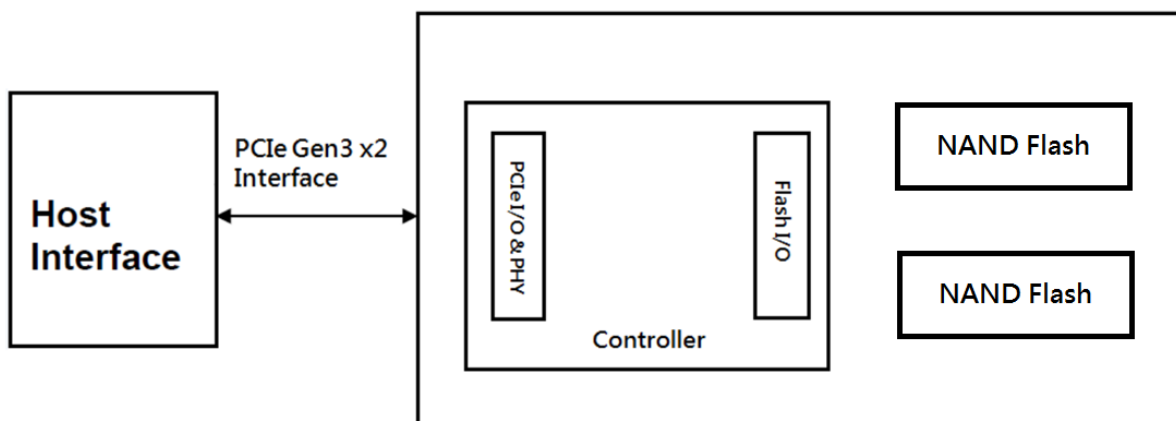 Host
Interface
PCIe Gen3 x2
Interface
PCIe I/O & PHY
Flash I/O
Controller
NAND Flash
NAND Flash